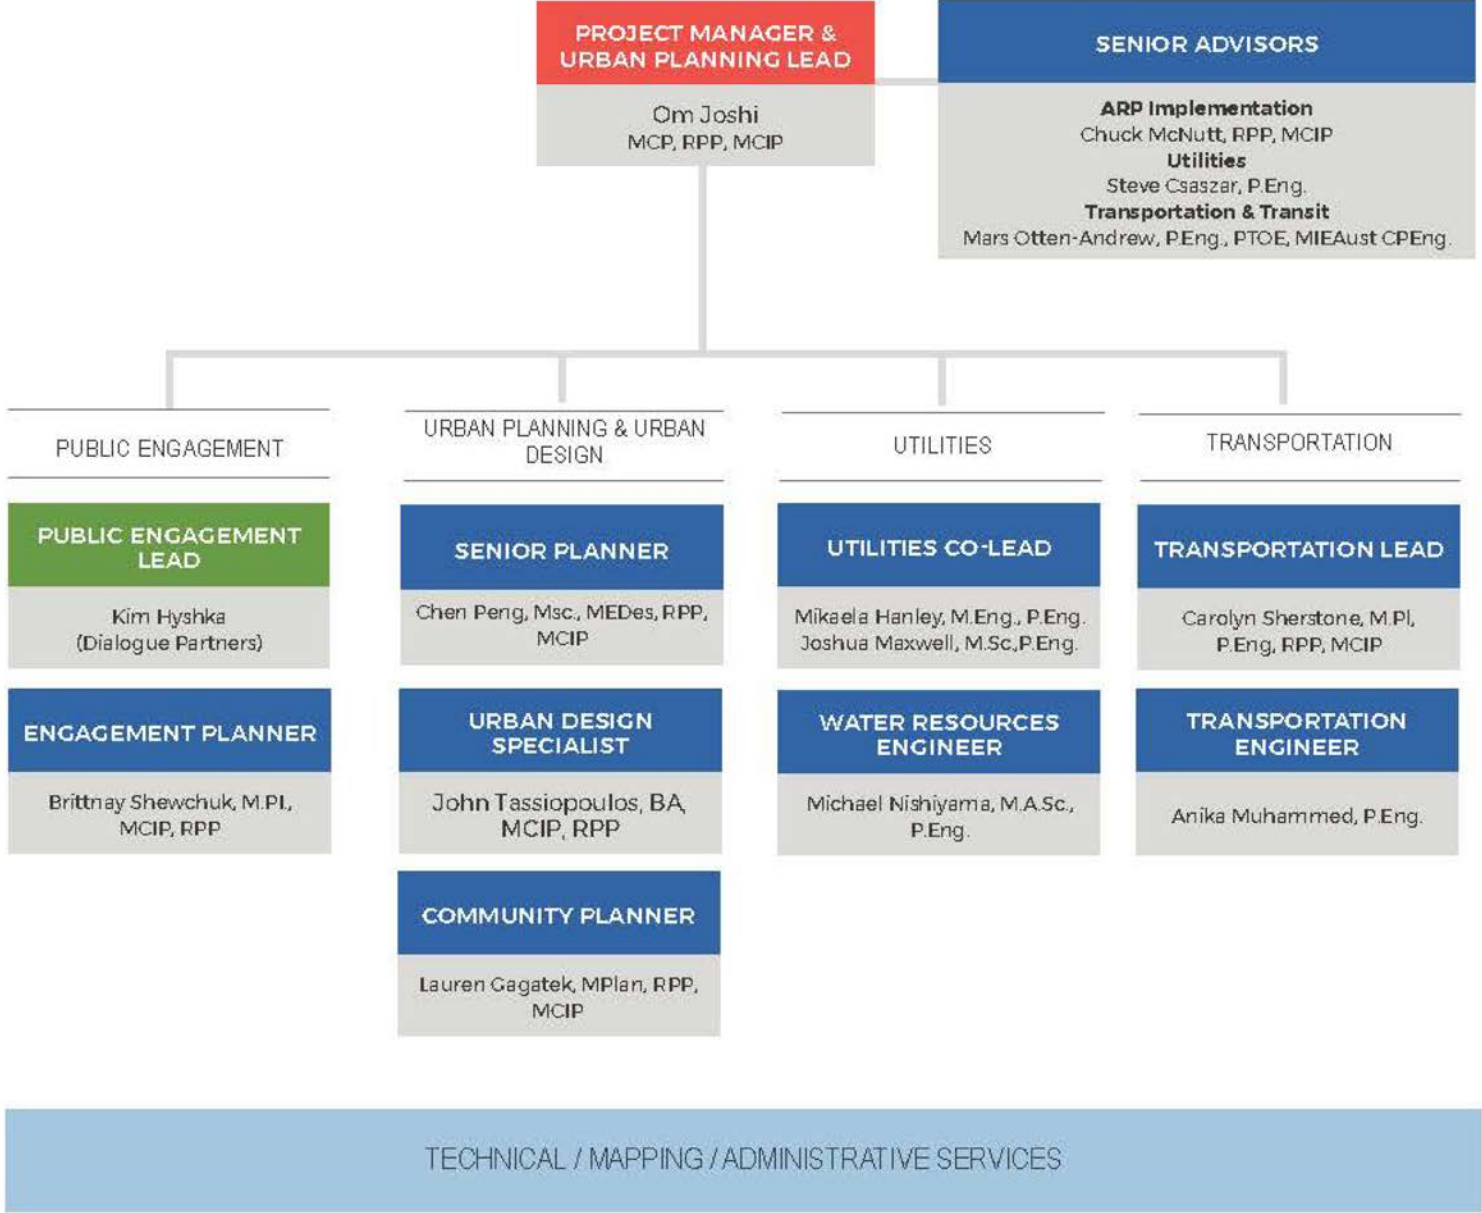 PROJECT MANAGER &
URBAN PLANNING LEAD
Om Joshi
MCP, RPP, MCIP
SENIOR ADVISORS
ARP Implementation
Chuck McNutt, RPP, MCIP
Utilities
Steve Csaszar, P.Eng.
Transportation & Transit
Mars Otten-Andrew, P.Eng., PTOE, MIEAust CPEng.
PUBLIC ENGAGEMENT
PUBLIC ENGAGEMENT
LEAD
Kim Hyshka
(Dialogue Partners)
ENGAGEMENT PLANNER
Brittnay Shewchuk, M.Pl.,
MCIP, RPP
URBAN PLANNING & URBAN
DESIGN
SENIOR PLANNER
Chen Peng, Msc., MEDes, RPP,
MCIP
URBAN DESIGN
SPECIALIST
John Tassiopoulos, BA,
MCIP, RPP
COMMUNITY PLANNER
Lauren Gagatek, MPlan, RPP,
MCIP
UTILITIES
UTILITIES CO-LEAD
Mikaela Hanley, M.Eng., P.Eng.
Joshua Maxwell, M.Sc.,P.Eng.
WATER RESOURCES
ENGINEER
Michael Nishiyama, M.A.Sc.,
P.Eng.
TRANSPORTATION
TRANSPORTATION LEAD
Carolyn Sherstone, M.Pl,
P.Eng, RPP, MCIP
TRANSPORTATION
ENGINEER
Anika Muhammed, P.Eng.
TECHNICAL / MAPPING / ADMINISTRATIVE SERVICES